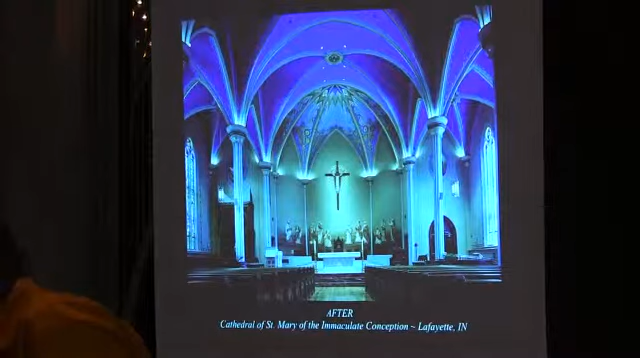 AFTER
Cathedral of St. Mary of the Immaculate Conception ~ Lafayette, IN